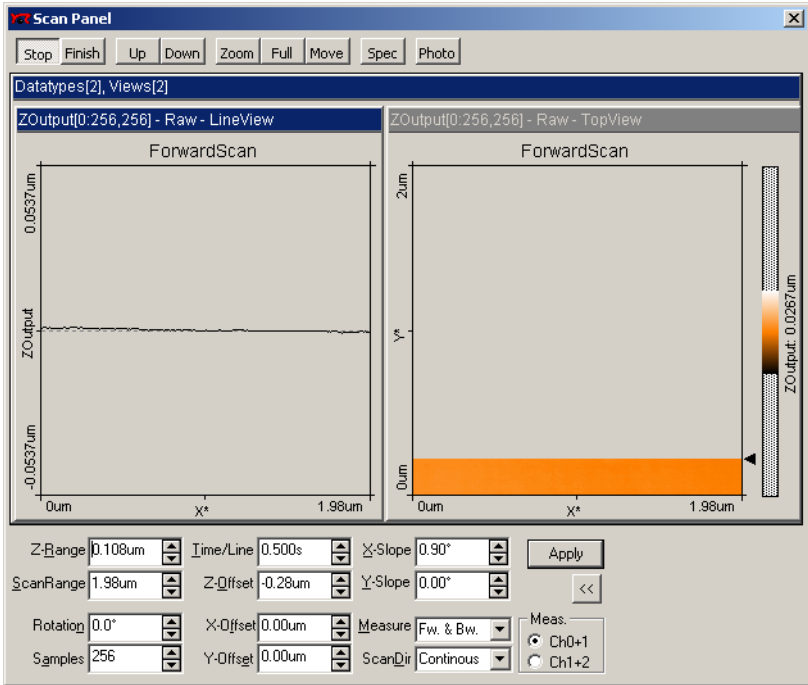 Scan Panel
Stop Finish Up Down Zoom Full Move Spec Photo
Datatypes[2], Views[2]
ZOutput[0:256,256] - Raw - LineView
ForwardScan
0.0537um
ZOutput
-0.0537um
0um X* 1.98um
ZOutput[0:256,256] - Raw - TopView
ForwardScan
2um
Y*
0um
0um X* 1.98um
ZOutput: 0.0267um
Z-Range 0.108um Time/Line 0.500s X-Slope 0.90° Apply
ScanRange 1.98um Z-Offset -0.28um Y-Slope 0.00° <<
Rotation 0.0° X-Offset 0.00um Measure Fw. & Bw. Meas.
Ch0+1
Samples 256 Y-Offset 0.00um ScanDir Continous Ch1+2